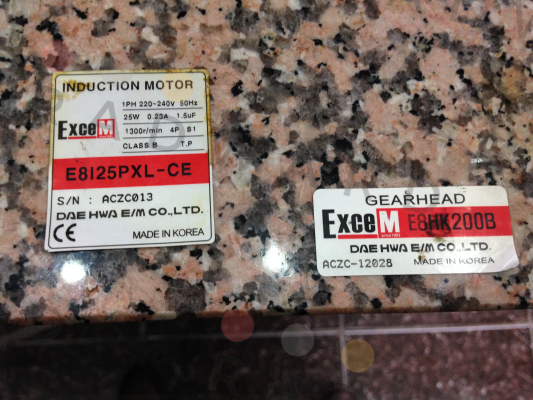 INDUCTION MOTOR
1PH 220~240V 50Hz
25W 0.23A 1.5uF
1300r/min 4P S1
CLASS B T.P
ExceM
E8I25PXL-CE
S/N : ACZC013
DAE HWA E/M CO.,LTD.
CE MADE IN KOREA
GEARHEAD
ExceM E8HK200B
DAE HWA E/M CO.,LTD.
ACZC-12028 MADE IN KOREA